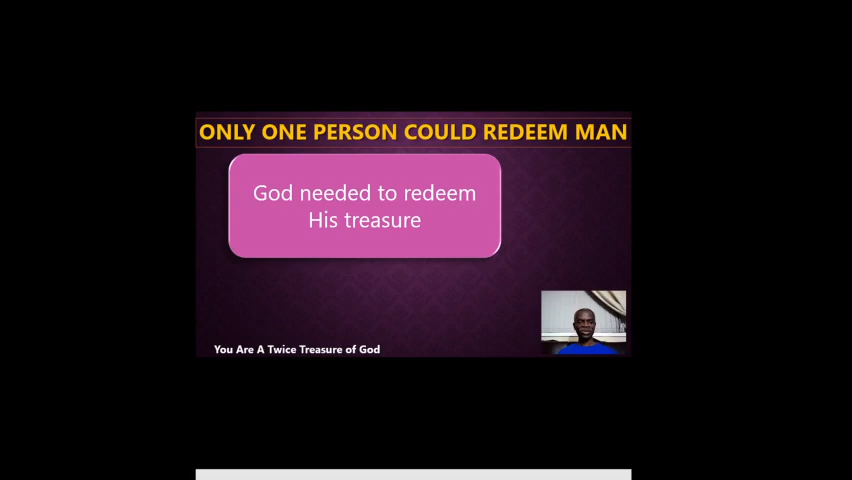 ONLY ONE PERSON COULD REDEEM MAN
God needed to redeem
His treasure
You Are A Twice Treasure of God